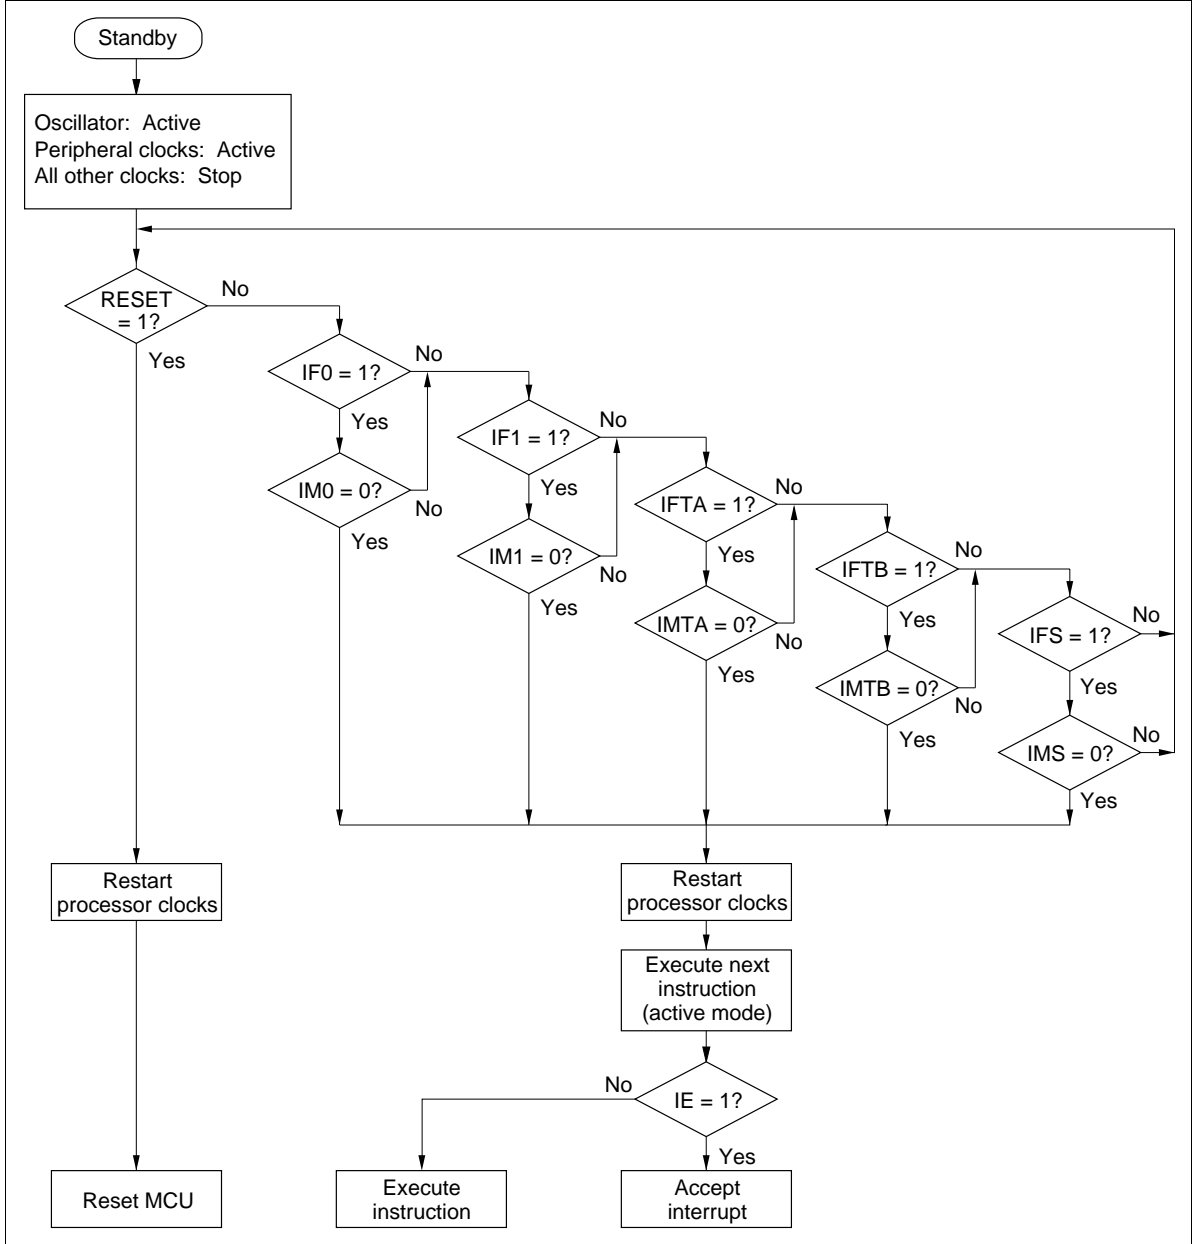 Standby
Oscillator: Active
Peripheral clocks: Active
All other clocks: Stop
RESET
= 1?
No
Yes
IF0 = 1?
No
Yes
IM0 = 0?
No
Yes
IF1 = 1?
No
Yes
IM1 = 0?
No
Yes
IFTA = 1?
No
Yes
IMTA = 0?
No
Yes
IFTB = 1?
No
Yes
IMTB = 0?
No
Yes
IFS = 1?
No
Yes
IMS = 0?
No
Yes
Restart
processor clocks
Restart
processor clocks
Execute next
instruction
(active mode)
No
IE = 1?
Yes
Reset MCU
Execute
instruction
Accept
interrupt